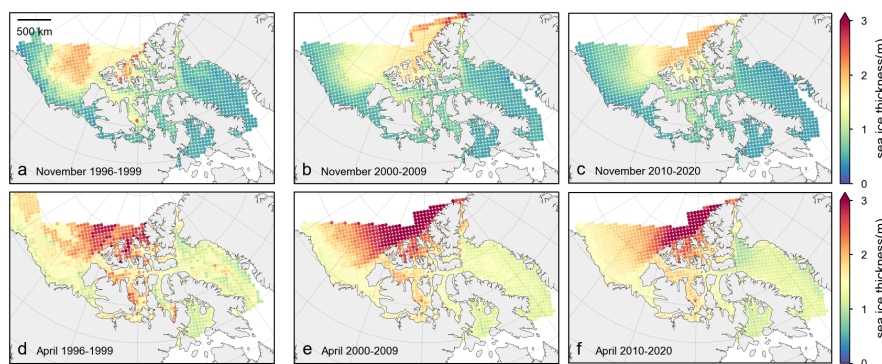 500 km
a November 1996-1999
b November 2000-2009
c November 2010-2020
3
2
1
0
sea ice thickness(m)
d April 1996-1999
e April 2000-2009
f April 2010-2020
3
2
1
0
sea ice thickness(m)